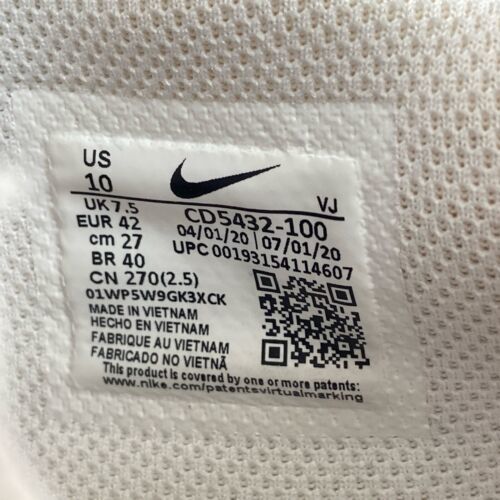 US
10
VJ
UK 7.5
CD5432-100
EUR 42
04/01/20 | 07/01/20
cm 27
UPC 00193154114607
BR 40
CN 270(2.5)
01WP5W9GK3XCK
MADE IN VIETNAM
HECHO EN VIETNAM
FABRIQUE AU VIETNAM
FABRICADO NO VIETNÃ
This product is covered by one or more patents:
www.nike.com/patentsvirtualmarking